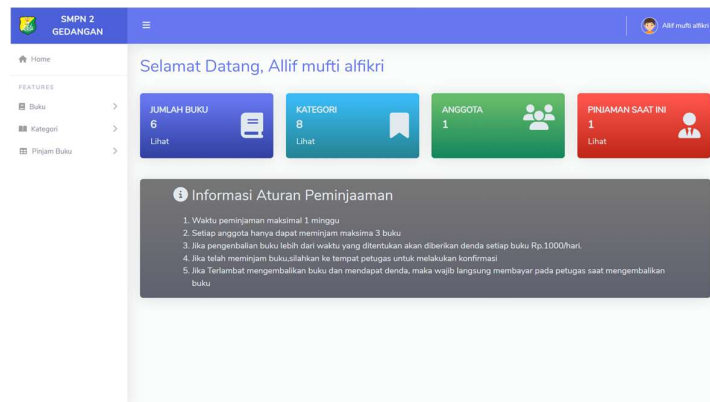 SMPN 2
GEDANGAN
Allif mufti alfikri
Home
FEATURES
Buku
Kategori
Pinjam Buku
Selamat Datang, Allif mufti alfikri
JUMLAH BUKU
6
Lihat
KATEGORI
8
Lihat
ANGGOTA
1
PINJAMAN SAAT INI
1
Lihat
Informasi Aturan Peminjaaman
1. Waktu peminjaman maksimal 1 minggu
2. Setiap anggota hanya dapat meminjam maksima 3 buku
3. Jika pengenbalian buku lebih dari waktu yang ditentukan akan diberikan denda setiap buku Rp.1000/hari.
4. Jika telah meminjam buku,silahkan ke tempat petugas untuk melakukan konfirmasi
5. Jika Terlambat mengembalikan buku dan mendapat denda, maka wajib langsung membayar pada petugas saat mengembalikan
buku